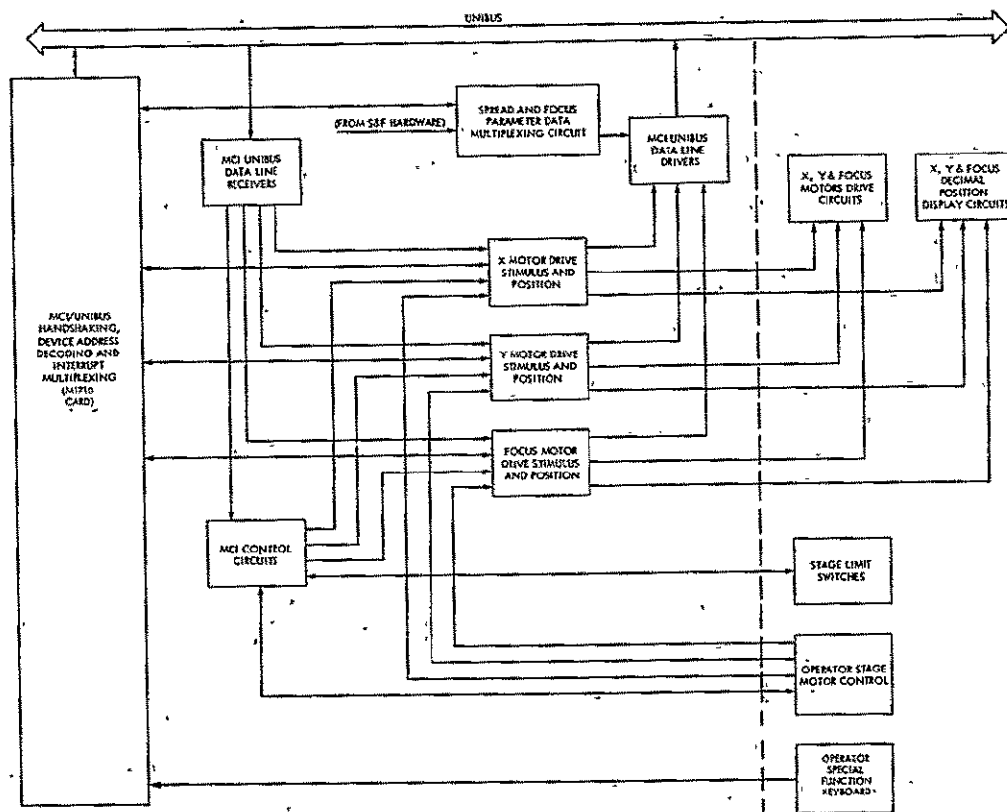 UNIBUS
SPREAD AND FOCUS
PARAMETER DATA
MULTIPLEXING CIRCUIT
(FROM S&F HARDWARE)
MCI UNIBUS
DATA LINE
RECEIVERS
MCI/UNIBUS
DATA LINE
DRIVERS
X, Y & FOCUS
MOTORS DRIVE
CIRCUITS
X, Y & FOCUS
DECIMAL
POSITION
DISPLAY CIRCUITS
X MOTOR DRIVE
STIMULUS AND
POSITION
MCI/UNIBUS
HANDSHAKING,
DEVICE ADDRESS
DECODING AND
INTERRUPT
MULTIPLEXING
(M1710
CARD)
Y MOTOR DRIVE
STIMULUS AND
POSITION
FOCUS MOTOR
DRIVE STIMULUS
AND POSITION
MCI CONTROL
CIRCUITS
STAGE LIMIT
SWITCHES
OPERATOR STAGE
MOTOR CONTROL
OPERATOR
SPECIAL
FUNCTION
KEYBOARD